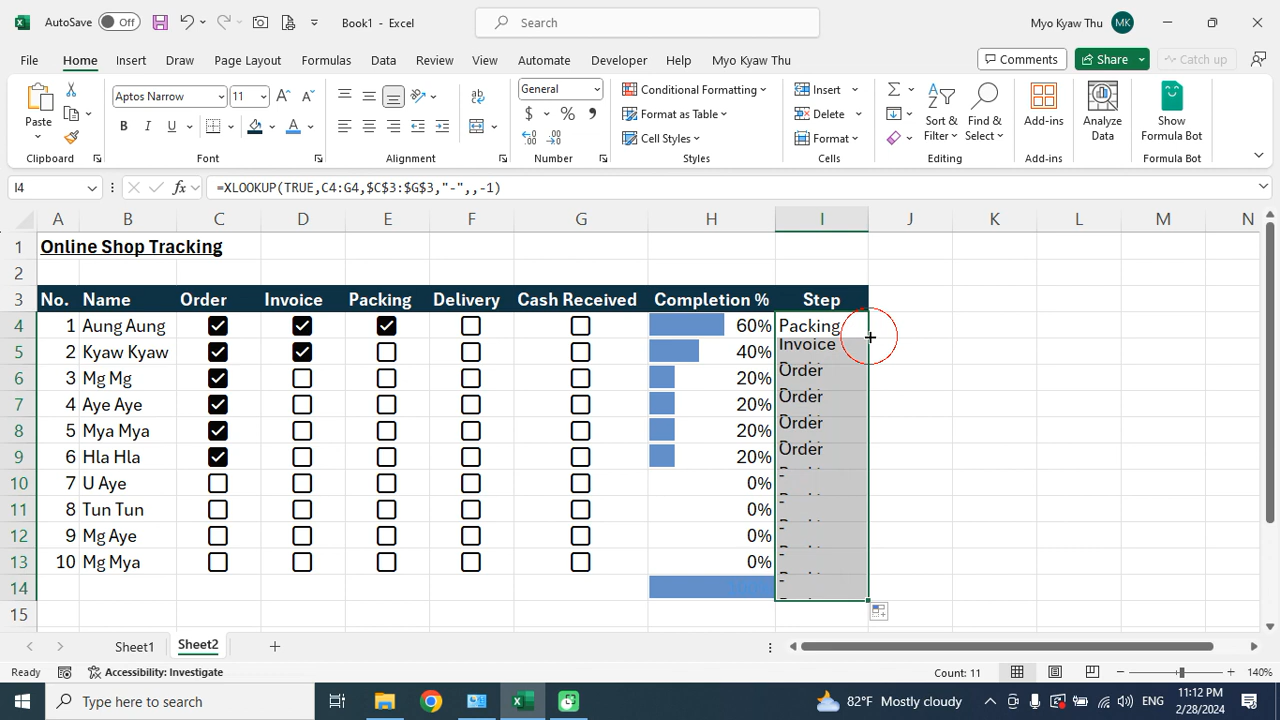 AutoSave Off Book1 - Excel Search Myo Kyaw Thu MK
File Home Insert Draw Page Layout Formulas Data Review View Automate Developer Help Myo Kyaw Thu Comments Share Catch up
Paste Aptos Narrow 11 General Conditional Formatting Insert Sort & Find & Add-ins Analyze Show
B I U A $ % , Format as Table Delete Filter Select Data Formula Bot
Cell Styles Format
Clipboard Font Alignment Number Styles Cells Editing Add-ins Formula Bot
I4 fx =XLOOKUP(TRUE,C4:G4,$C$3:$G$3,"-",,-1)
A B C D E F G H I J K L M N
1 Online Shop Tracking
2
3 No. Name Order Invoice Packing Delivery Cash Received Completion % Step
4 1 Aung Aung 60% Packing
5 2 Kyaw Kyaw 40% Invoice
6 3 Mg Mg 20% Order
7 4 Aye Aye 20% Order
8 5 Mya Mya 20% Order
9 6 Hla Hla 20% Order
10 7 U Aye 0% -
11 8 Tun Tun 0% -
12 9 Mg Aye 0% -
13 10 Mg Mya 0% -
14
15
Sheet1 Sheet2
Ready Accessibility: Investigate Count: 11 140%
Type here to search 82°F Mostly cloudy ENG 11:12 PM
2/28/2024